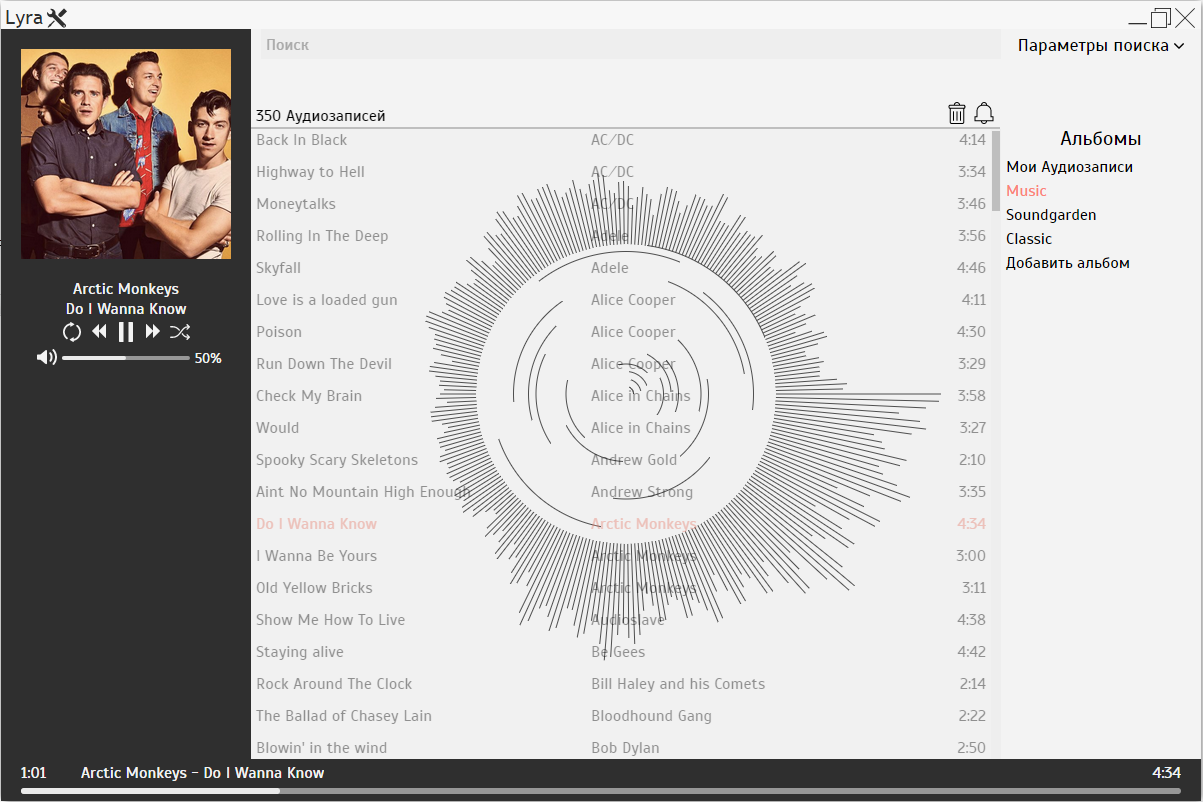 Lyra
Поиск
Параметры поиска
350 Аудиозаписей
Back In Black AC/DC 4:14
Highway to Hell AC/DC 3:34
Moneytalks AC/DC 3:46
Rolling In The Deep Adele 3:56
Skyfall Adele 4:46
Love is a loaded gun Alice Cooper 4:11
Poison Alice Cooper 4:30
Run Down The Devil Alice Cooper 3:29
Check My Brain Alice in Chains 3:58
Would Alice in Chains 3:27
Spooky Scary Skeletons Andrew Gold 2:10
Aint No Mountain High Enough Andrew Strong 3:35
Do I Wanna Know Arctic Monkeys 4:34
I Wanna Be Yours Arctic Monkeys 3:00
Old Yellow Bricks Arctic Monkeys 3:11
Show Me How To Live Audioslave 4:38
Staying alive Be Gees 4:42
Rock Around The Clock Bill Haley and his Comets 2:14
The Ballad of Chasey Lain Bloodhound Gang 2:22
Blowin' in the wind Bob Dylan 2:50
Альбомы
Мои Аудиозаписи
Music
Soundgarden
Classic
Добавить альбом
Arctic Monkeys
Do I Wanna Know
50%
1:01 Arctic Monkeys - Do I Wanna Know 4:34